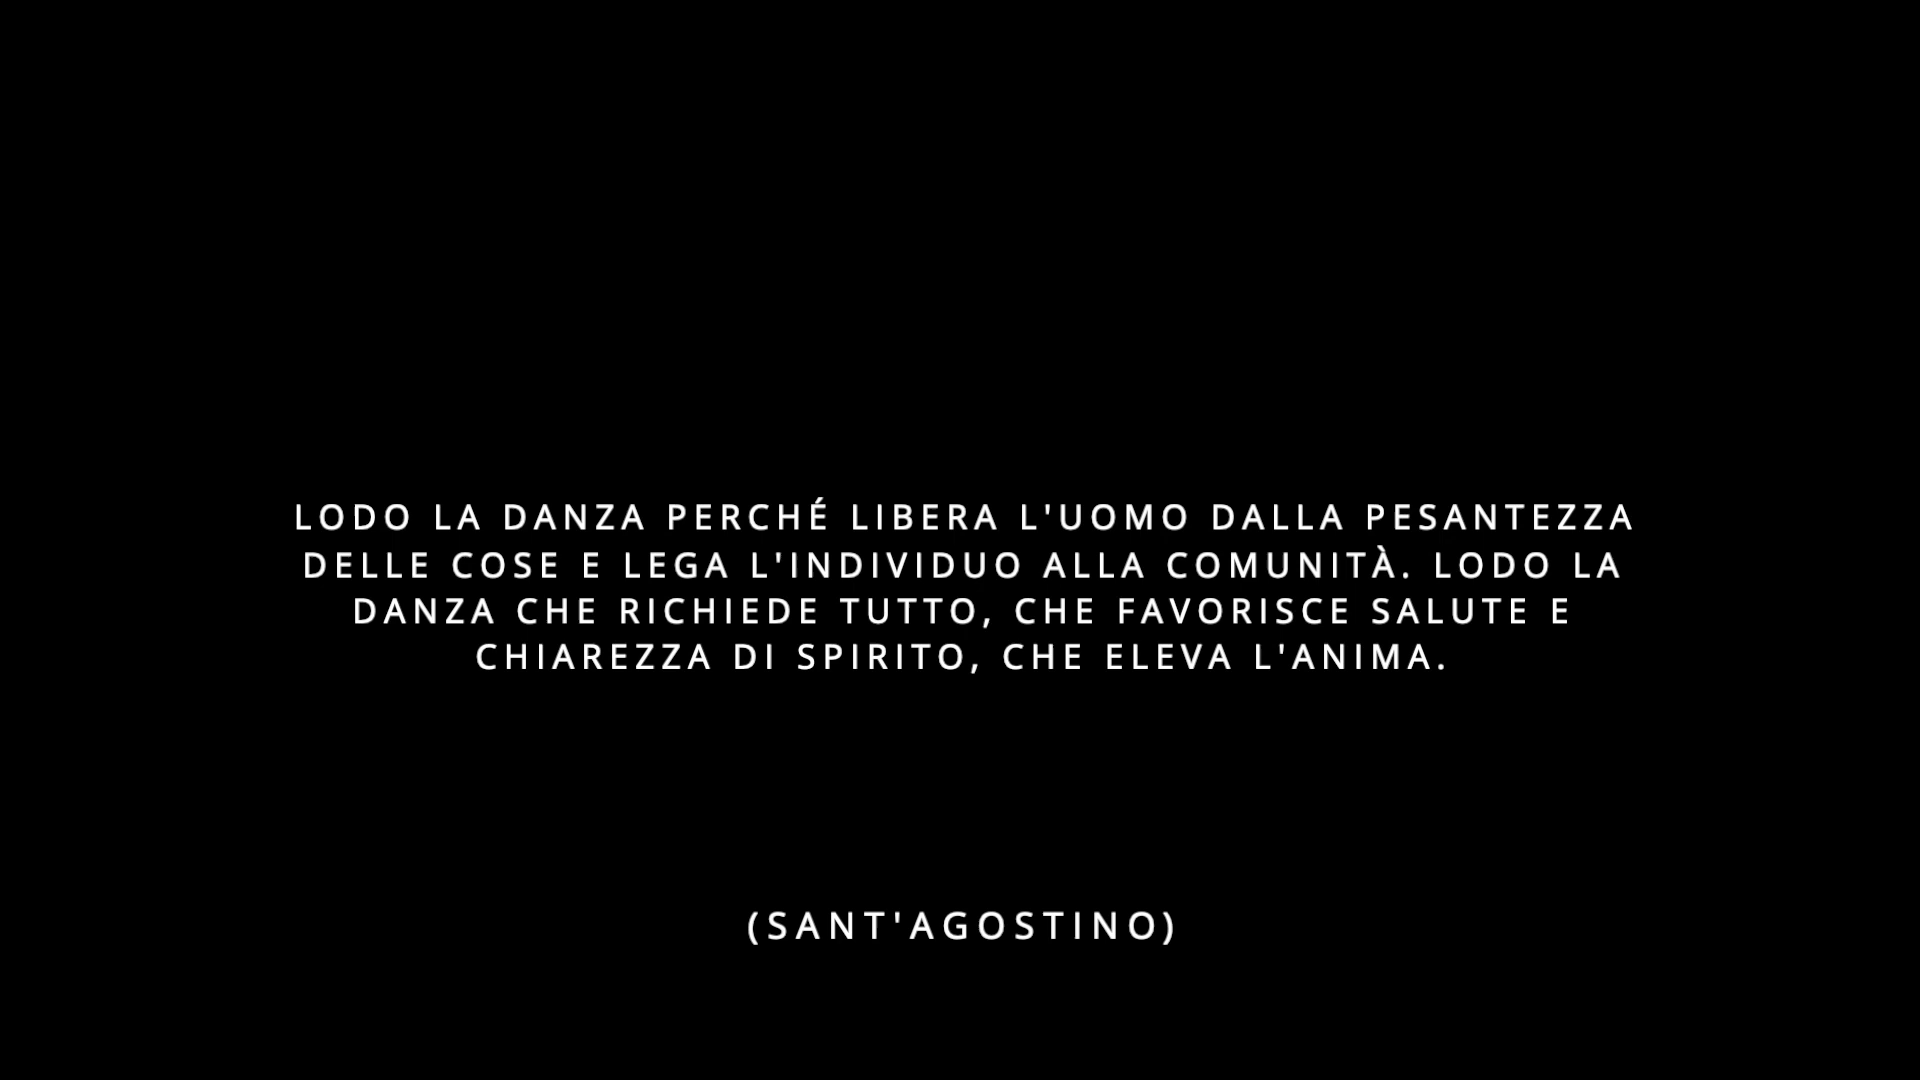 LODO LA DANZA PERCHÉ LIBERA L'UOMO DALLA PESANTEZZA
DELLE COSE E LEGA L'INDIVIDUO ALLA COMUNITÀ. LODO LA
DANZA CHE RICHIEDE TUTTO, CHE FAVORISCE SALUTE E
CHIAREZZA DI SPIRITO, CHE ELEVA L'ANIMA.
(SANT'AGOSTINO)